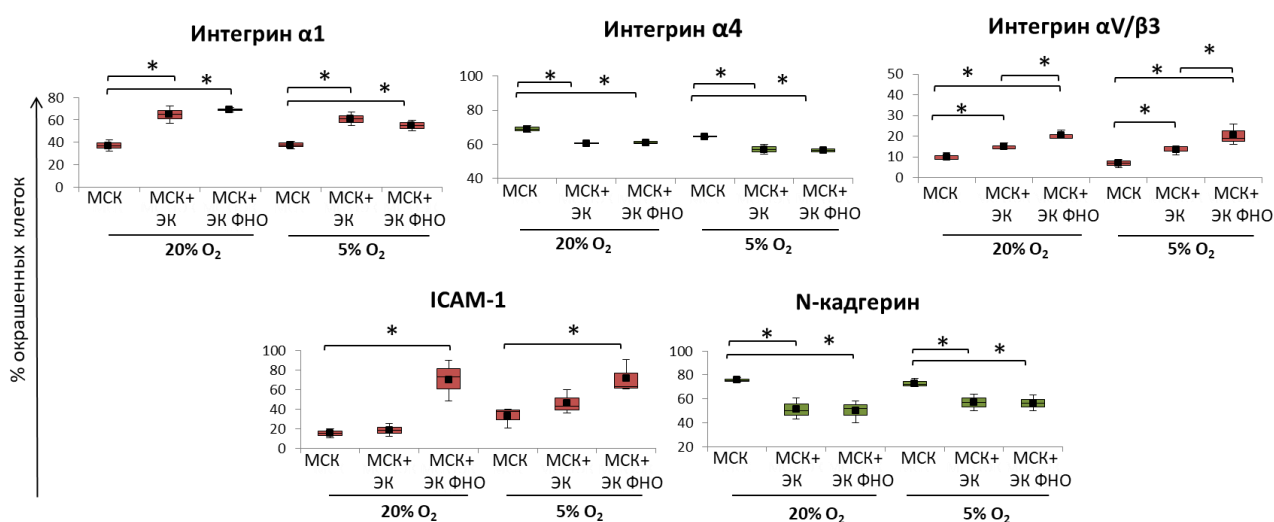 Интегрин α1
Интегрин α4
Интегрин αV/β3
% окрашенных клеток
* * * *
80
60
40
20
0
МСК МСК+ МСК+ МСК МСК+ МСК+
ЭК ЭК ФНО ЭК ЭК ФНО
20% O₂ 5% O₂
* * * *
100
80
60
40
МСК МСК+ МСК+ МСК МСК+ МСК+
ЭК ЭК ФНО ЭК ЭК ФНО
20% O₂ 5% O₂
* * * * * *
50
40
30
20
10
0
МСК МСК+ МСК+ МСК МСК+ МСК+
ЭК ЭК ФНО ЭК ЭК ФНО
20% O₂ 5% O₂
ICAM-1
* *
100
80
60
40
20
0
МСК МСК+ МСК+ МСК МСК+ МСК+
ЭК ЭК ФНО ЭК ЭК ФНО
20% O₂ 5% O₂
N-кадгерин
* * * *
100
80
60
40
20
МСК МСК+ МСК+ МСК МСК+ МСК+
ЭК ЭК ФНО ЭК ЭК ФНО
20% O₂ 5% O₂